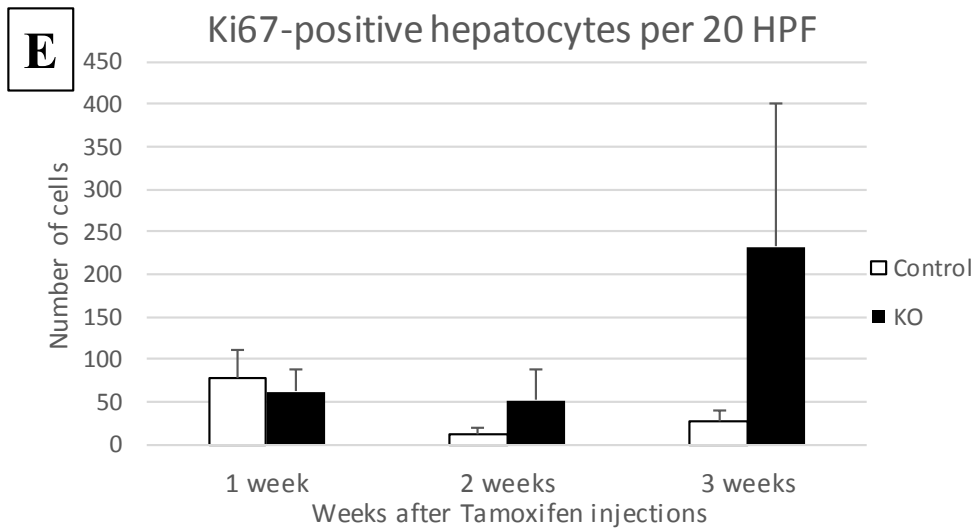 E
Ki67-positive hepatocytes per 20 HPF
450
400
350
300
250
200
150
100
50
0
Number of cells
1 week
2 weeks
3 weeks
Weeks after Tamoxifen injections
Control
KO